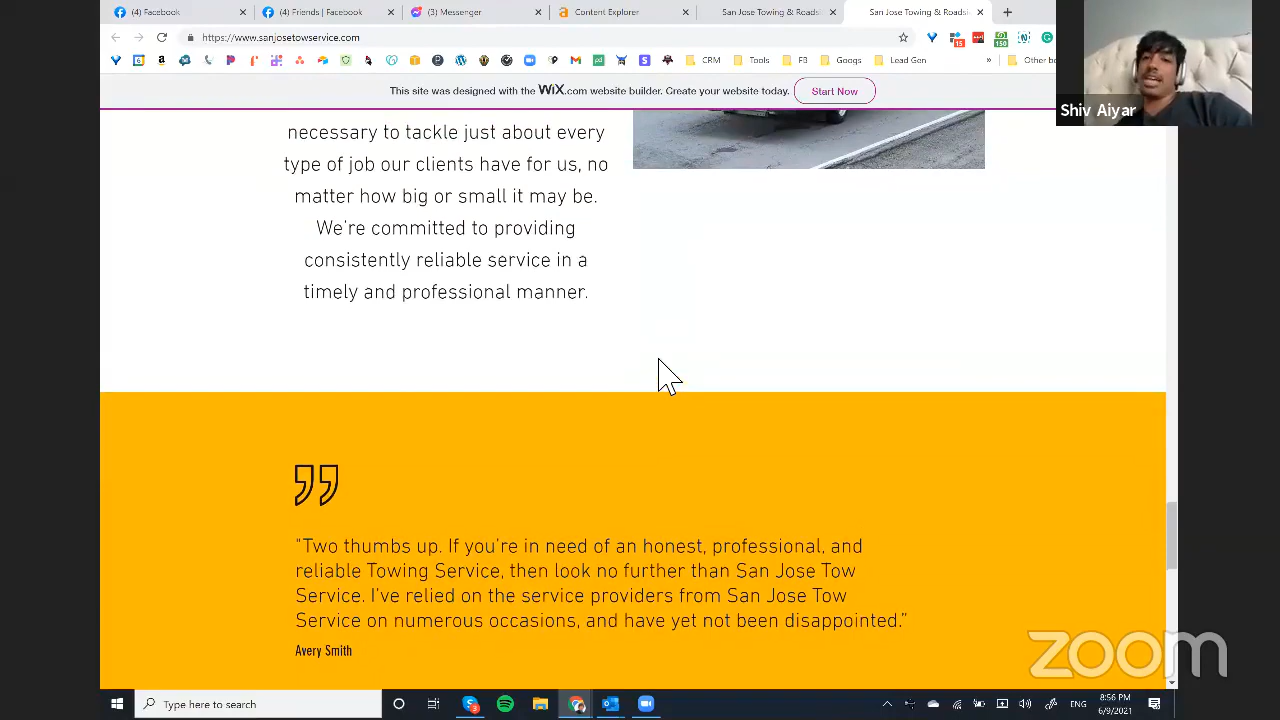 (4) Facebook
(4) Friends | Facebook
(3) Messenger
Content Explorer
San Jose Towing & Roadsi
San Jose Towing & Roadsi
https://www.sanjosetowservice.com
15
150
CRM
Tools
FB
Googs
Lead Gen
»
Other bo
This site was designed with the WiX.com website builder. Create your website today.
Start Now
Shiv Aiyar
necessary to tackle just about every
type of job our clients have for us, no
matter how big or small it may be.
We're committed to providing
consistently reliable service in a
timely and professional manner.
"Two thumbs up. If you're in need of an honest, professional, and
reliable Towing Service, then look no further than San Jose Tow
Service. I've relied on the service providers from San Jose Tow
Service on numerous occasions, and have yet not been disappointed."
Avery Smith
zoom
Type here to search
ENG
8:56 PM
6/9/2021